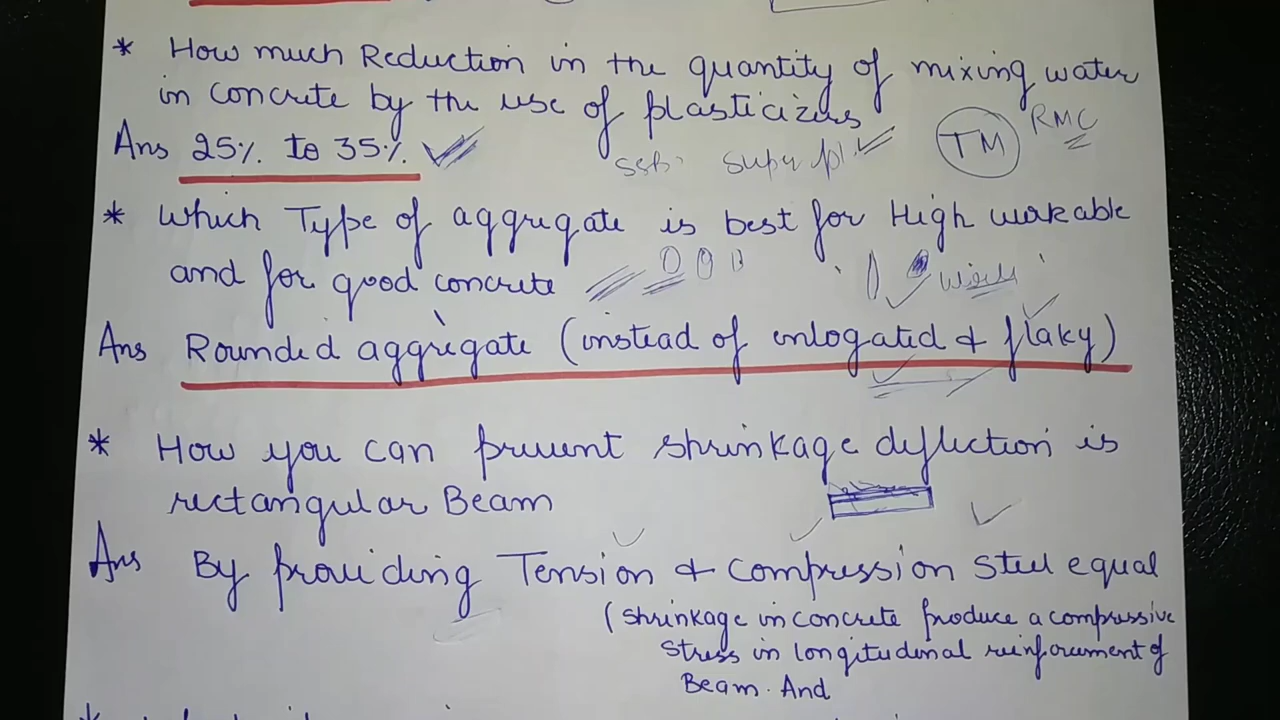 * How much Reduction in the quantity of mixing water
in concrete by the use of plasticizers
Ans 25% to 35%
super pl.
TM
RMC
* Which Type of aggregate is best for High workable
and for good concrete
Ans Rounded aggregate (instead of enlogated & flaky)
* How you can prevent shrinkage deflection is
rectangular Beam
Ans By providing Tension & compression steel equal
(shrinkage in concrete produce a compressive
stress in longitudinal reinforcement of
Beam. And